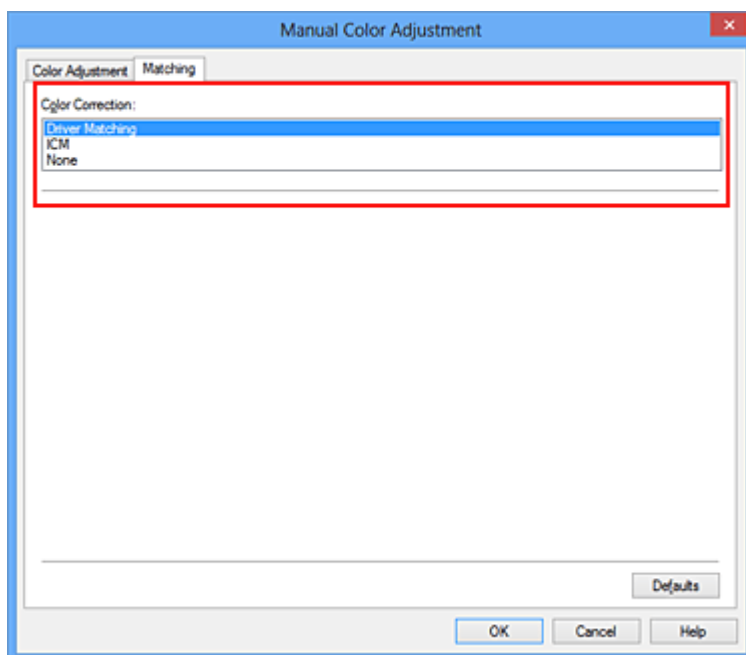 Manual Color Adjustment
Color Adjustment Matching
Color Correction:
Driver Matching
ICM
None
Defaults
OK Cancel Help